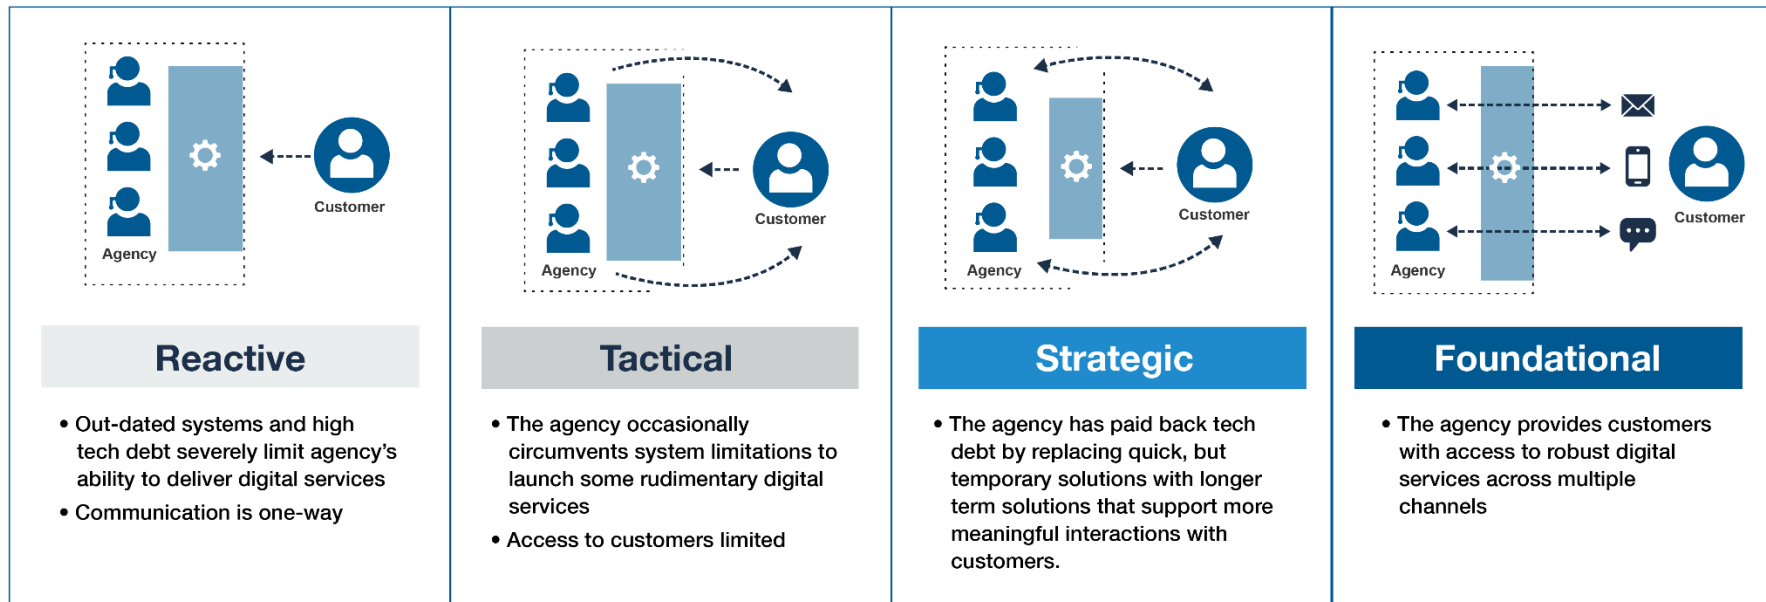 Agency
Customer
Reactive
• Out-dated systems and high
tech debt severely limit agency's
ability to deliver digital services
• Communication is one-way
Agency
Customer
Tactical
• The agency occasionally
circumvents system limitations to
launch some rudimentary digital
services
• Access to customers limited
Agency
Customer
Strategic
• The agency has paid back tech
debt by replacing quick, but
temporary solutions with longer
term solutions that support more
meaningful interactions with
customers.
Agency
Customer
Foundational
• The agency provides customers
with access to robust digital
services across multiple
channels